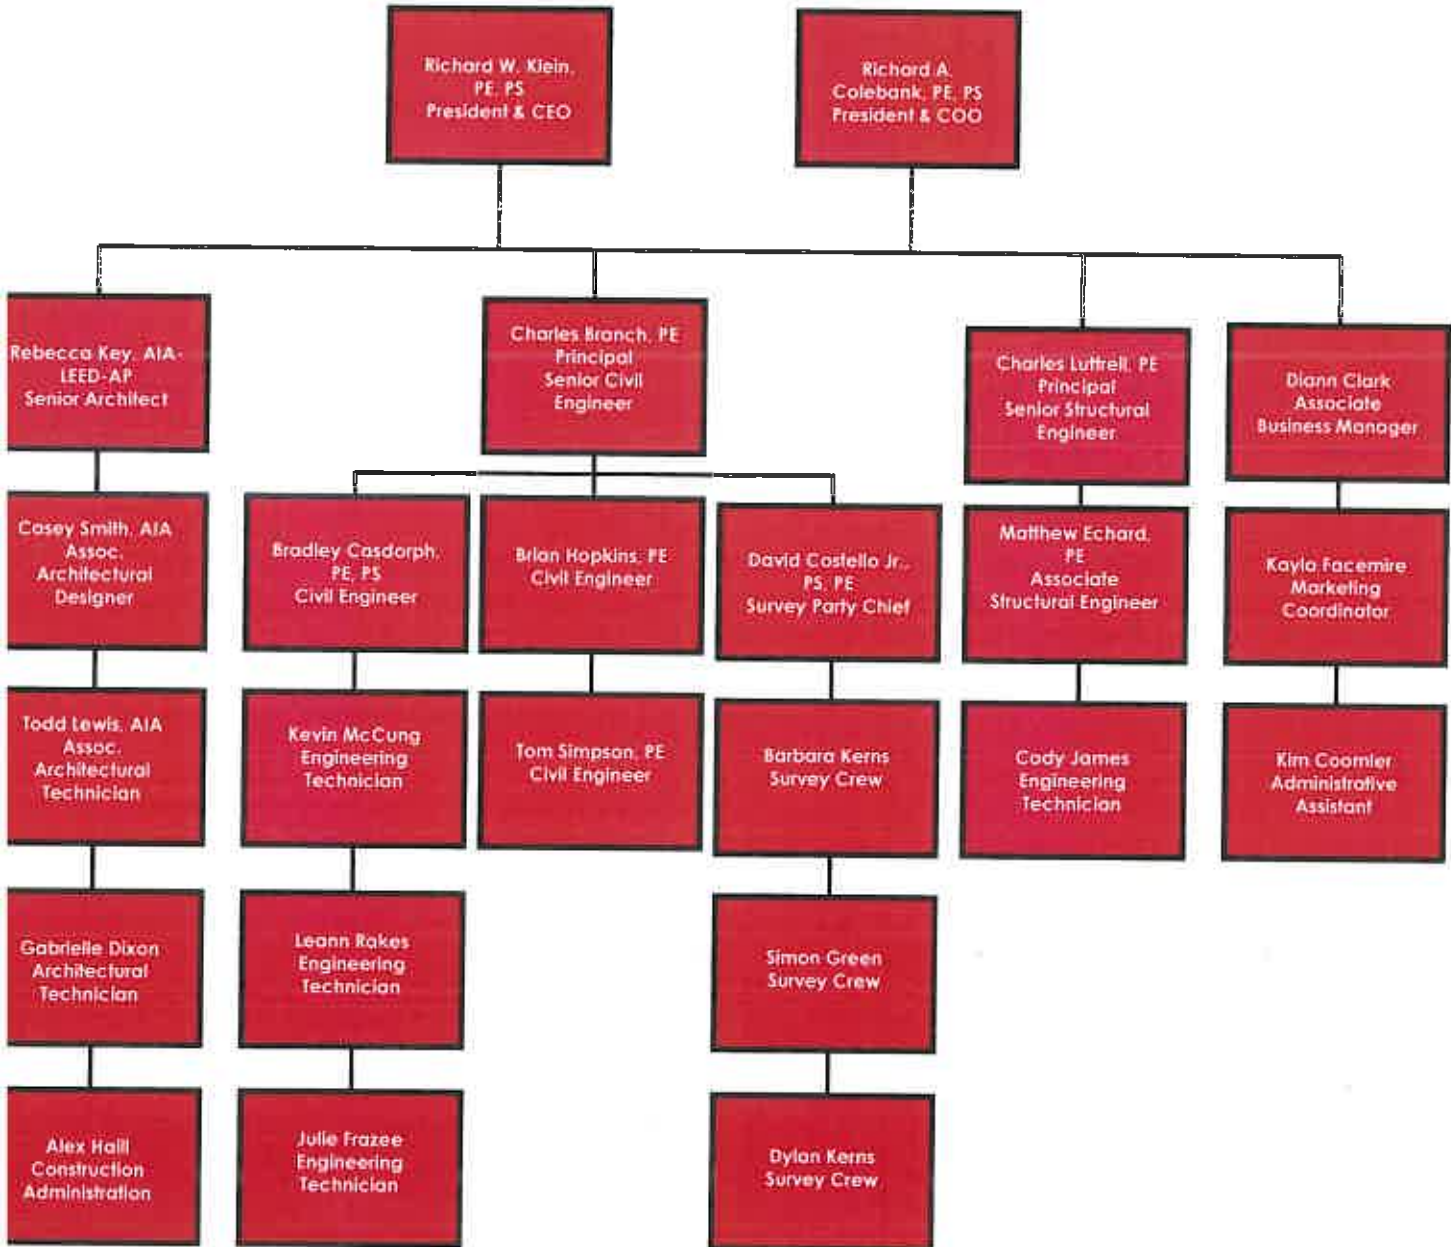 Richard W. Klein,
PE, PS
President & CEO
Richard A.
Colebank, PE, PS
President & COO
Rebecca Key, AIA-
LEED-AP
Senior Architect
Charles Branch, PE
Principal
Senior Civil
Engineer
Charles Luttrell, PE
Principal
Senior Structural
Engineer
Diann Clark
Associate
Business Manager
Casey Smith, AIA
Assoc.
Architectural
Designer
Bradley Casdorph,
PE, PS
Civil Engineer
Brian Hopkins, PE
Civil Engineer
David Costello Jr.,
PS, PE
Survey Party Chief
Matthew Echard,
PE
Associate
Structural Engineer
Kayla Facemire
Marketing
Coordinator
Todd Lewis, AIA
Assoc.
Architectural
Technician
Kevin McCung
Engineering
Technician
Tom Simpson, PE
Civil Engineer
Barbara Kerns
Survey Crew
Cody James
Engineering
Technician
Kim Coomler
Administrative
Assistant
Gabrielle Dixon
Architectural
Technician
Leann Rakes
Engineering
Technician
Simon Green
Survey Crew
Alex Haill
Construction
Administration
Julie Frazee
Engineering
Technician
Dylan Kerns
Survey Crew